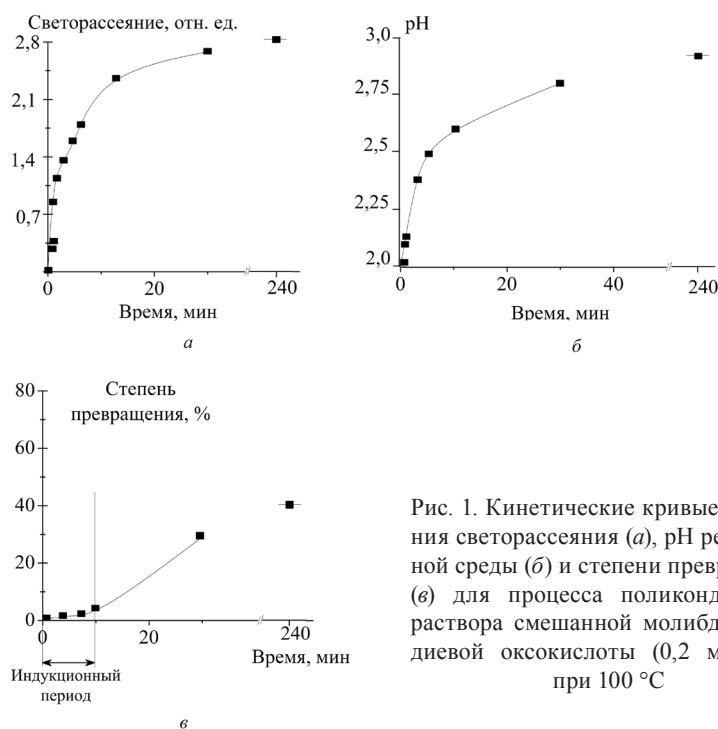 Светорассеяние, отн. ед.
2,8
2,1
1,4
0,7
0
20
240
Время, мин
а
pH
3,0
2,75
2,5
2,25
2,0
0
20
40
240
Время, мин
б
Степень
превращения, %
80
60
40
20
0
0
20
240
Время, мин
Индукционный
период
в
Рис. 1. Кинетические кривые
ния светорассеяния (а), pH ре
ной среды (б) и степени превр
(в) для процесса поликонд
раствора смешанной молибд
диевой оксокислоты (0,2 м
при 100 °C